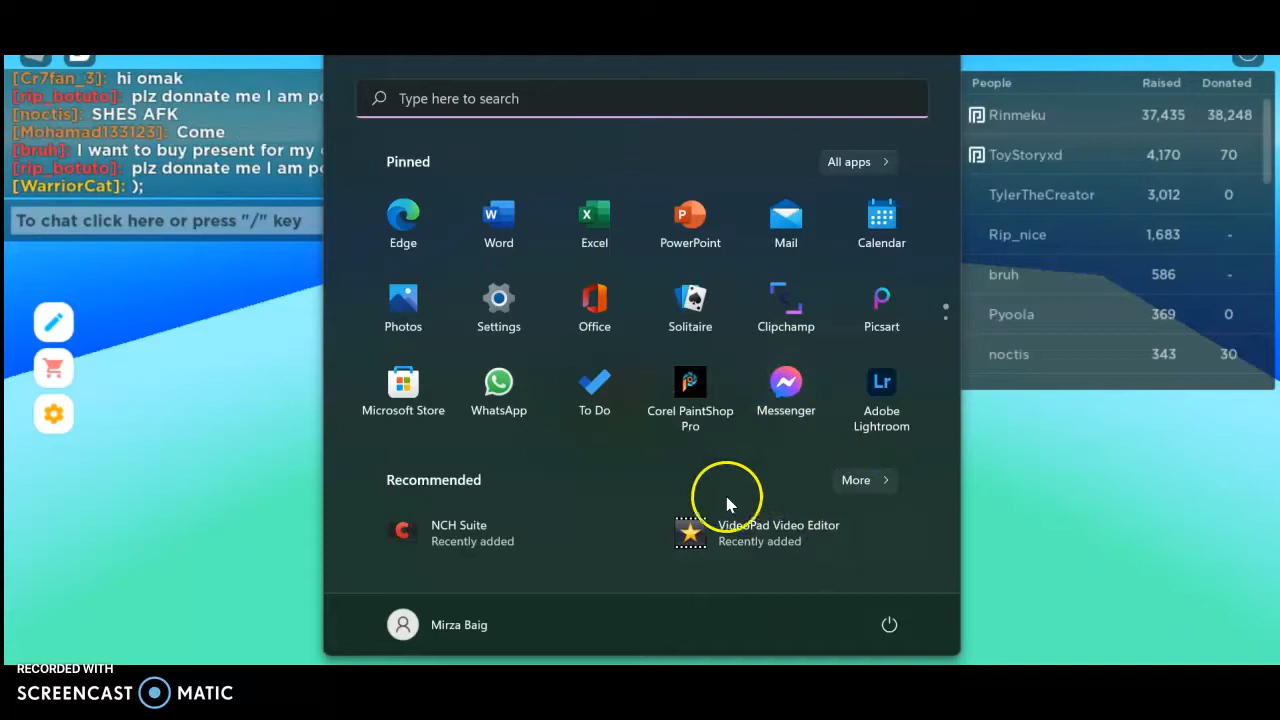 [Cr7fan_3]: hi omak
[rip_botuto]: plz donnate me I am
[noctis]: SHES AFK
[Mohamad133123]: Come
[bruh]: I want to buy present for my
[rip_botuto]: plz donnate me I am
[WarriorCat]: );
To chat click here or press "/" key
Type here to search
Pinned
All apps
Edge
Word
Excel
PowerPoint
Mail
Calendar
Photos
Settings
Office
Solitaire
Clipchamp
Picsart
Microsoft Store
WhatsApp
To Do
Corel PaintShop
Pro
Messenger
Adobe
Lightroom
Recommended
More
NCH Suite
Recently added
VideoPad Video Editor
Recently added
Mirza Baig
People Raised Donated
Rinmeku 37,435 38,248
ToyStoryxd 4,170 70
TylerTheCreator 3,012 0
Rip_nice 1,683 -
bruh 586 -
Pyoola 369 0
noctis 343 30
RECORDED WITH
SCREENCAST MATIC